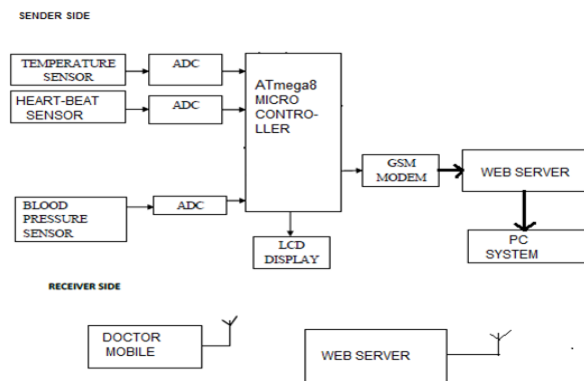 SENDER SIDE
TEMPERATURE
SENSOR
ADC
HEART-BEAT
SENSOR
ADC
ATmega8
MICRO
CONTRO-
LLER
GSM
MODEM
WEB SERVER
BLOOD
PRESSURE
SENSOR
ADC
LCD
DISPLAY
PC
SYSTEM
RECEIVER SIDE
DOCTOR
MOBILE
WEB SERVER